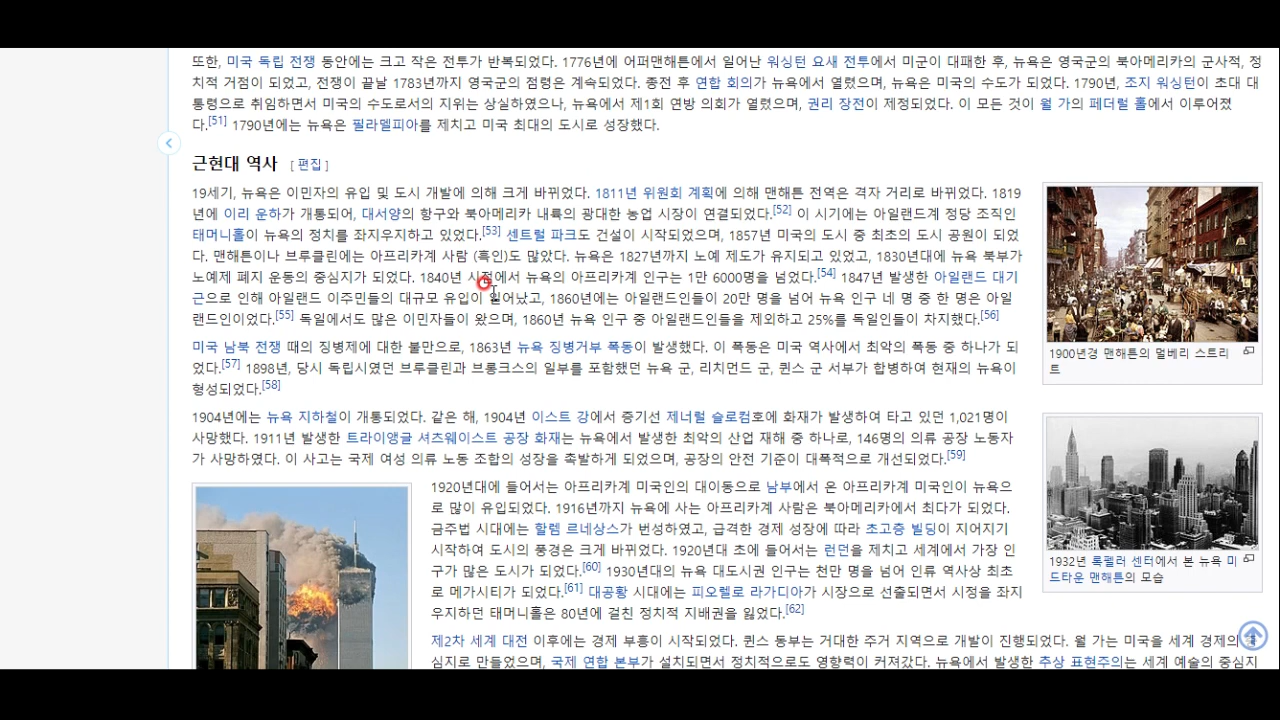 또한, 미국 독립 전쟁 동안에는 크고 작은 전투가 반복되었다. 1776년에 어퍼맨해튼에서 일어난 워싱턴 요새 전투에서 미군이 대패한 후, 뉴욕은 영국군의 북아메리카의 군사적, 정
치적 거점이 되었고, 전쟁이 끝날 1783년까지 영국군의 점령은 계속되었다. 종전 후 연합 회의가 뉴욕에서 열렸으며, 뉴욕은 미국의 수도가 되었다. 1790년, 조지 워싱턴이 초대 대
통령으로 취임하면서 미국의 수도로서의 지위는 상실하였으나, 뉴욕에서 제1회 연방 의회가 열렸으며, 권리 장전이 제정되었다. 이 모든 것이 월 가의 페더럴 홀에서 이루어졌
다.[51] 1790년에는 뉴욕은 필라델피아를 제치고 미국 최대의 도시로 성장했다.
근현대 역사 [ 편집 ]
19세기, 뉴욕은 이민자의 유입 및 도시 개발에 의해 크게 바뀌었다. 1811년 위원회 계획에 의해 맨해튼 전역은 격자 거리로 바뀌었다. 1819
년에 이리 운하가 개통되어, 대서양의 항구와 북아메리카 내륙의 광대한 농업 시장이 연결되었다.[52] 이 시기에는 아일랜드계 정당 조직인
태머니홀이 뉴욕의 정치를 좌지우지하고 있었다.[53] 센트럴 파크도 건설이 시작되었으며, 1857년 미국의 도시 중 최초의 도시 공원이 되었
다. 맨해튼이나 브루클린에는 아프리카계 사람 (흑인)도 많았다. 뉴욕은 1827년까지 노예 제도가 유지되고 있었고, 1830년대에 뉴욕 북부가
노예제 폐지 운동의 중심지가 되었다. 1840년 시점에서 뉴욕의 아프리카계 인구는 1만 6000명을 넘었다.[54] 1847년 발생한 아일랜드 대기
근으로 인해 아일랜드 이주민들의 대규모 유입이 일어났고, 1860년에는 아일랜드인들이 20만 명을 넘어 뉴욕 인구 네 명 중 한 명은 아일
랜드인이었다.[55] 독일에서도 많은 이민자들이 왔으며, 1860년 뉴욕 인구 중 아일랜드인들을 제외하고 25%를 독일인들이 차지했다.[56]
미국 남북 전쟁 때의 징병제에 대한 불만으로, 1863년 뉴욕 징병거부 폭동이 발생했다. 이 폭동은 미국 역사에서 최악의 폭동 중 하나가 되
었다.[57] 1898년, 당시 독립시였던 브루클린과 브롱크스의 일부를 포함했던 뉴욕 군, 리치먼드 군, 퀸스 군 서부가 합병하여 현재의 뉴욕이
형성되었다.[58]
1904년에는 뉴욕 지하철이 개통되었다. 같은 해, 1904년 이스트 강에서 증기선 제너럴 슬로컴호에 화재가 발생하여 타고 있던 1,021명이
사망했다. 1911년 발생한 트라이앵글 셔츠웨이스트 공장 화재는 뉴욕에서 발생한 최악의 산업 재해 중 하나로, 146명의 의류 공장 노동자
가 사망하였다. 이 사고는 국제 여성 의류 노동 조합의 성장을 촉발하게 되었으며, 공장의 안전 기준이 대폭적으로 개선되었다.[59]
1920년대에 들어서는 아프리카계 미국인의 대이동으로 남부에서 온 아프리카계 미국인이 뉴욕으
로 많이 유입되었다. 1916년까지 뉴욕에 사는 아프리카계 사람은 북아메리카에서 최다가 되었다.
금주법 시대에는 할렘 르네상스가 번성하였고, 급격한 경제 성장에 따라 초고층 빌딩이 지어지기
시작하여 도시의 풍경은 크게 바뀌었다. 1920년대 초에 들어서는 런던을 제치고 세계에서 가장 인
구가 많은 도시가 되었다.[60] 1930년대의 뉴욕 대도시권 인구는 천만 명을 넘어 인류 역사상 최초
로 메가시티가 되었다.[61] 대공황 시대에는 피오렐로 라가디아가 시장으로 선출되면서 시정을 좌지
우지하던 태머니홀은 80년에 걸친 정치적 지배권을 잃었다.[62]
제2차 세계 대전 이후에는 경제 부흥이 시작되었다. 퀸스 동부는 거대한 주거 지역으로 개발이 진행되었다. 월 가는 미국을 세계 경제의 중
심지로 만들었으며, 국제 연합 본부가 설치되면서 정치적으로도 영향력이 커져갔다. 뉴욕에서 발생한 추상 표현주의는 세계 예술의 중심지
1900년경 맨해튼의 멀베리 스트리
트
1932년 록펠러 센터에서 본 뉴욕 미
드타운 맨해튼의 모습